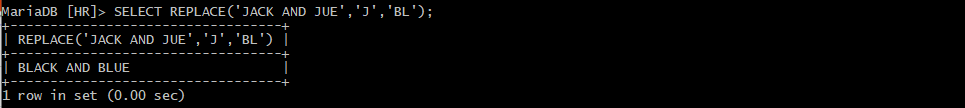 MariaDB [HR]> SELECT REPLACE('JACK AND JUE','J','BL');
+--------------------------------+
| REPLACE('JACK AND JUE','J','BL') |
+--------------------------------+
| BLACK AND BLUE                 |
+--------------------------------+
1 row in set (0.00 sec)